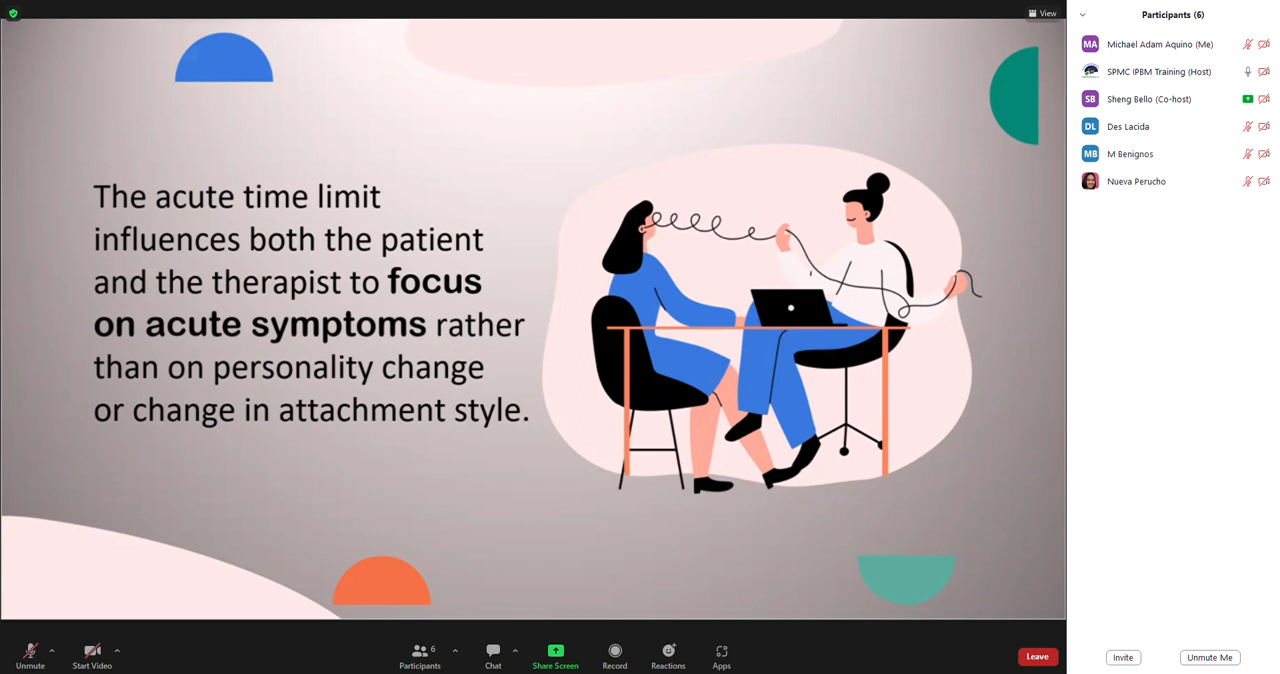 View
The acute time limit
influences both the patient
and the therapist to focus
on acute symptoms rather
than on personality change
or change in attachment style.
Participants (6)
MA Michael Adam Aquino (Me)
SPMC IPBM Training (Host)
SB Sheng Bello (Co-host)
DL Des Lacida
MB M Benignos
Nueva Perucho
Unmute
Start Video
6
Participants
Chat
Share Screen
Record
Reactions
Apps
Leave
Invite
Unmute Me